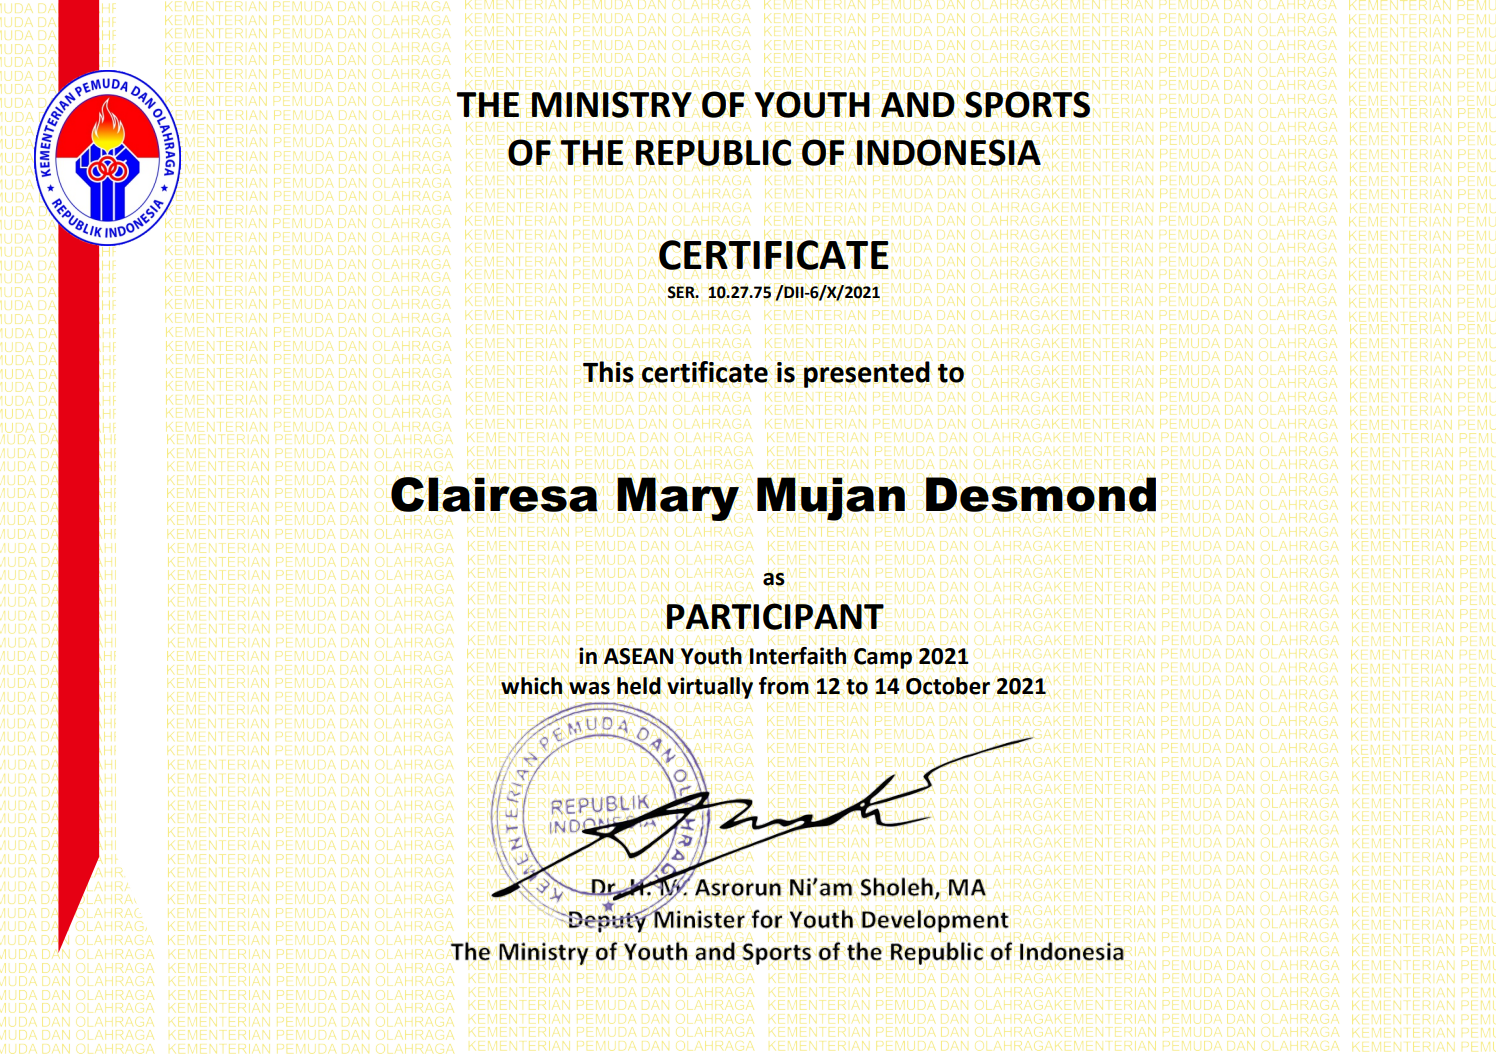 KEMENTERIAN PEMUDA DAN OLAHRAGA
REPUBLIK INDONESIA
THE MINISTRY OF YOUTH AND SPORTS
OF THE REPUBLIC OF INDONESIA
CERTIFICATE
SER. 10.27.75 /DII-6/X/2021
This certificate is presented to
Clairesa Mary Mujan Desmond
as
PARTICIPANT
in ASEAN Youth Interfaith Camp 2021
which was held virtually from 12 to 14 October 2021
KEMENTERIAN PEMUDA DAN OLAHRAGA
REPUBLIK
INDONESIA
Dr. H. M. Asrorun Ni’am Sholeh, MA
Deputy Minister for Youth Development
The Ministry of Youth and Sports of the Republic of Indonesia